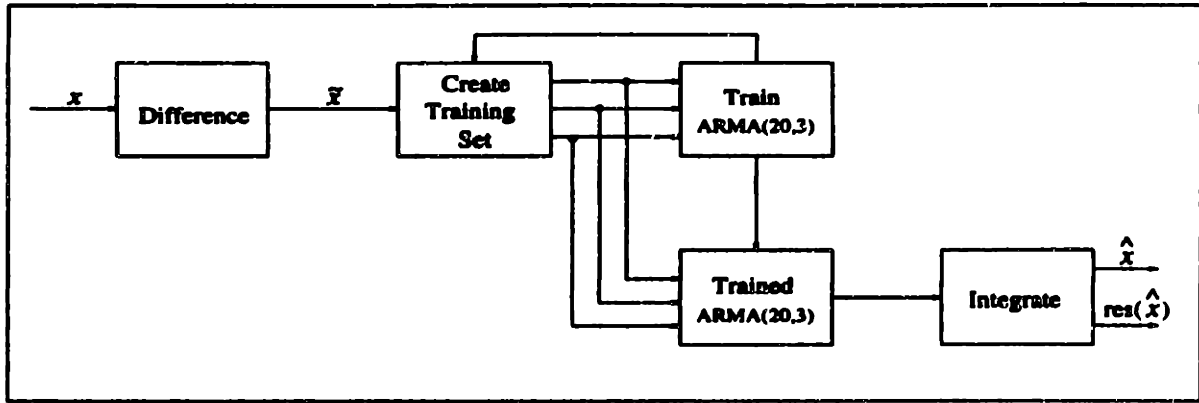 x
Difference
x̃
Create
Training
Set
Train
ARMA(20,3)
Trained
ARMA(20,3)
Integrate
x̂
res(x̂)